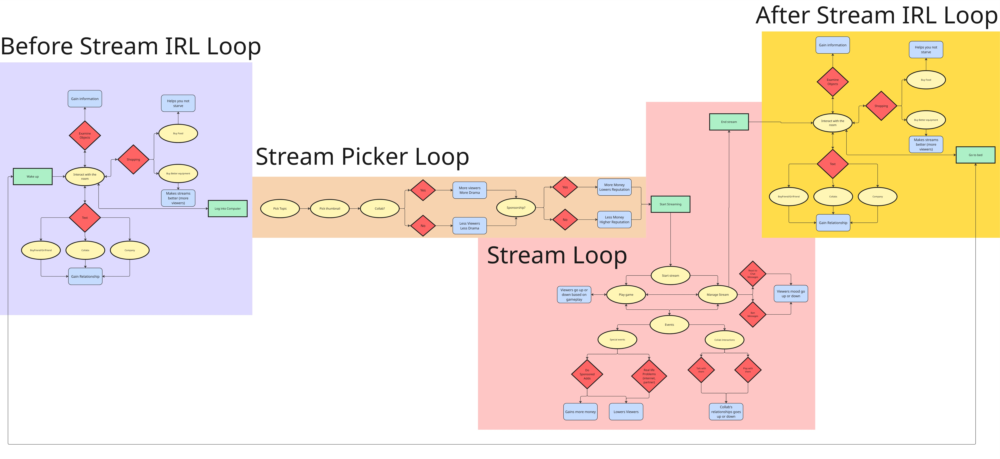 After Stream IRL Loop
Before Stream IRL Loop
Gain information
Helps you not
starve
Examine
Objects
Buy Food
Shopping
Wake up
Interact with the
room
Buy Better equipment
Makes streams
better (more
viewers)
Log into Computer
Text
Boyfriend/Girlfriend
Collabs
Company
Gain Relationship
Stream Picker Loop
Pick Topic
Pick thumbnail
Collab?
Yes
More viewers
More Drama
No
Less Viewers
Less Drama
Sponsorship?
Yes
More Money
Lowers Reputation
No
Less Money
Higher Reputation
Stream Loop
Start Streaming
End stream
Start stream
Viewers go up or
down based on
gameplay
Play game
Manage Stream
React to
Chat
Messages
Viewers mood go
up or down
Ban
Messages
Events
Special events
Collab Interactions
Do
Sponsored
Adds
Real life
Problems
(internet,
partner)
Talk with
them
Play with
them
Gains more money
Lowers Viewers
Collab's
relationships goes
up or down
Gain information
Helps you not
starve
Examine
Objects
Buy Food
Shopping
Interact with the
room
Buy Better equipment
Makes streams
better (more
viewers)
Go to bed
Text
Boyfriend/Girlfriend
Collabs
Company
Gain Relationship